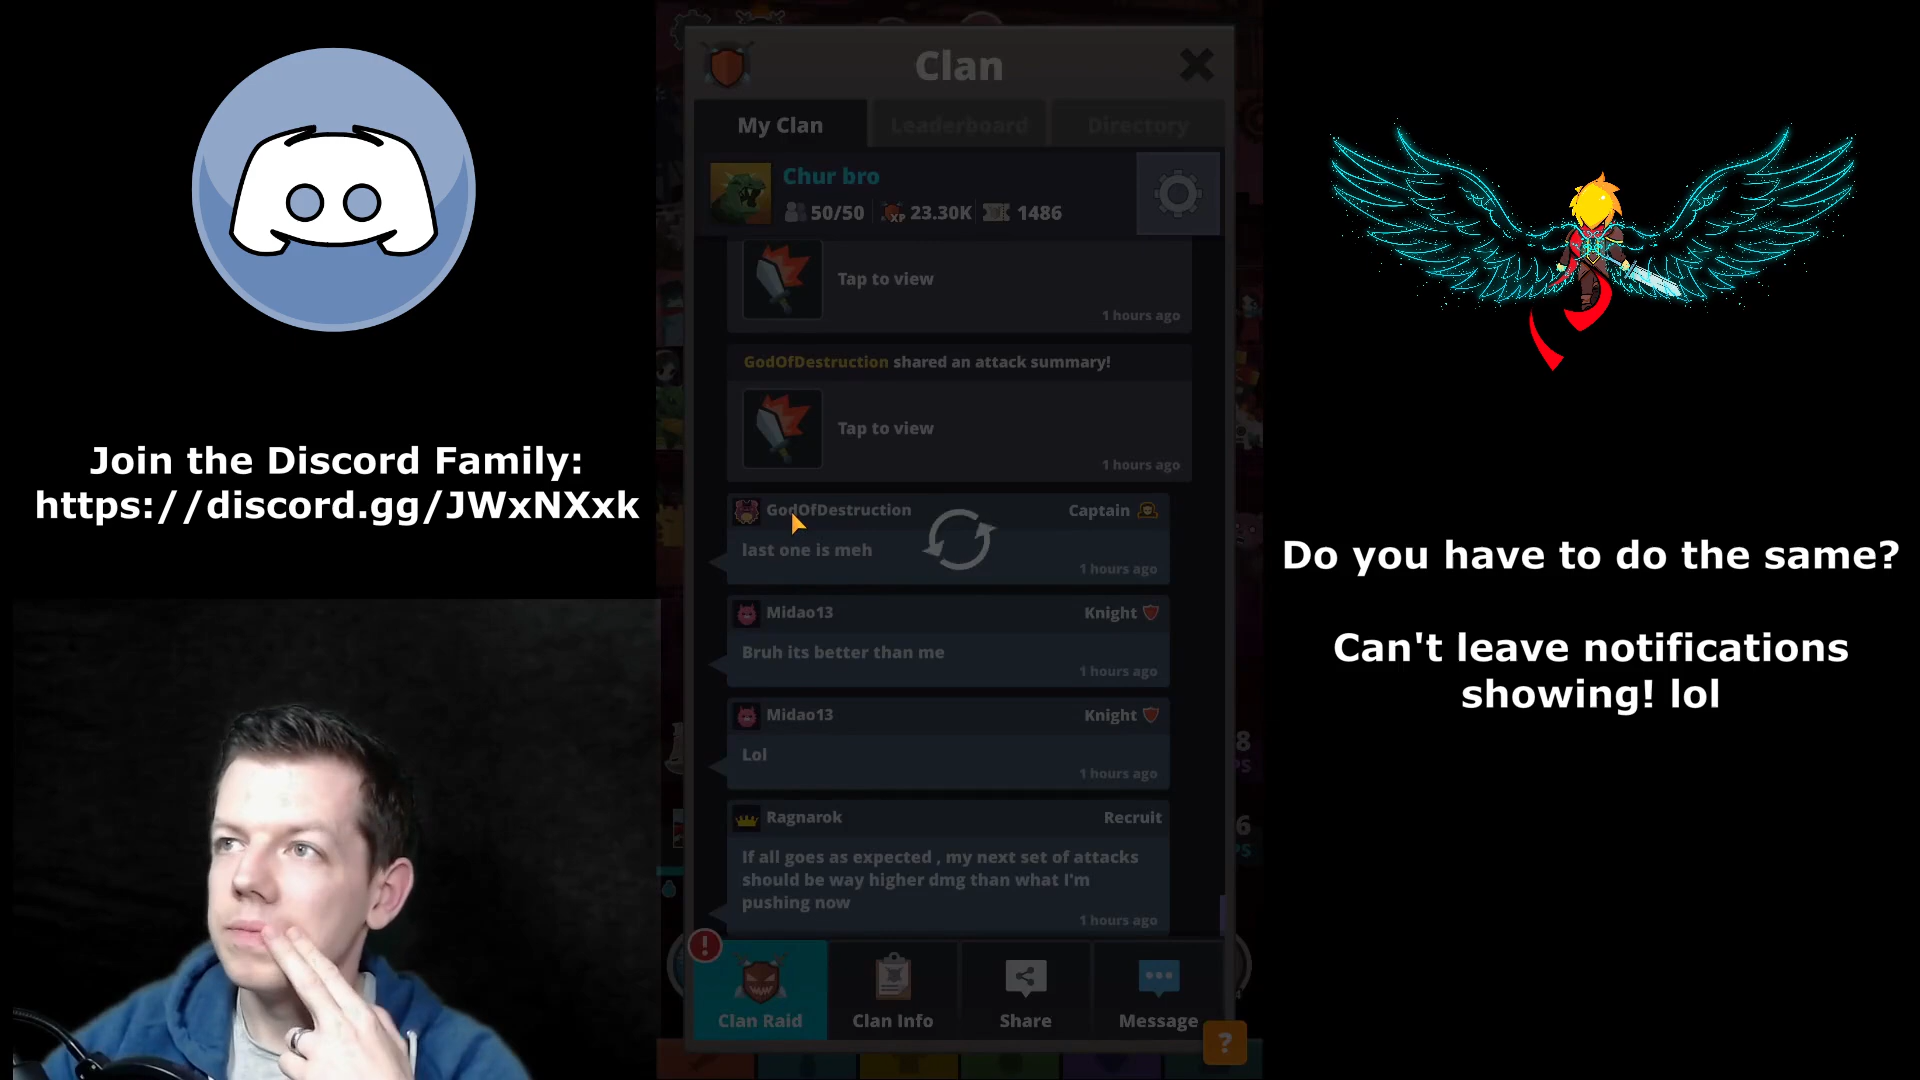 Join the Discord Family:
https://discord.gg/JWxNXxk
Clan
My Clan
Leaderboard
Directory
Chur bro
50/50
XP
23.30K
1486
Tap to view
1 hours ago
GodOfDestruction shared an attack summary!
Tap to view
1 hours ago
GodOfDestruction
Captain
last one is meh
1 hours ago
Midao13
Knight
Bruh its better than me
1 hours ago
Midao13
Knight
Lol
1 hours ago
Ragnarok
Recruit
If all goes as expected , my next set of attacks
should be way higher dmg than what I'm
pushing now
1 hours ago
!
Clan Raid
Clan Info
Share
Message
?
Do you have to do the same?
Can't leave notifications
showing! lol